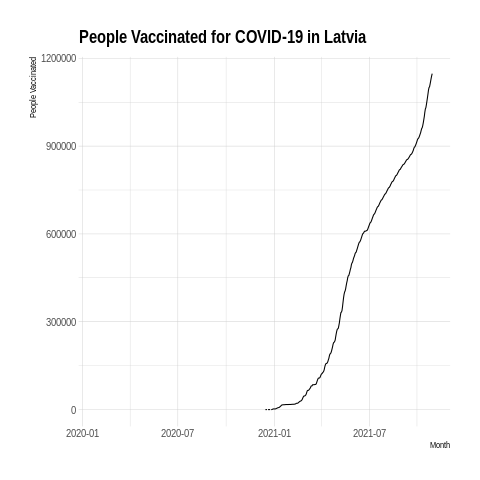 People Vaccinated for COVID-19 in Latvia
People Vaccinated
1200000
900000
600000
300000
0
2020-01 2020-07 2021-01 2021-07
Month